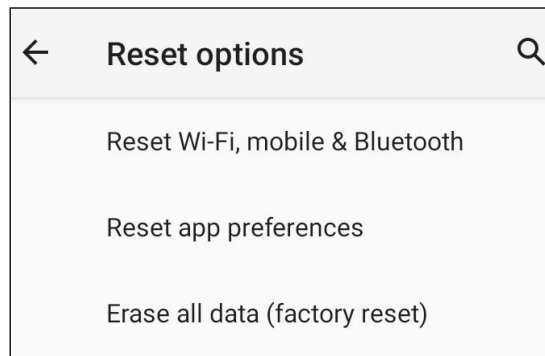 Reset options
Reset Wi-Fi, mobile & Bluetooth
Reset app preferences
Erase all data (factory reset)